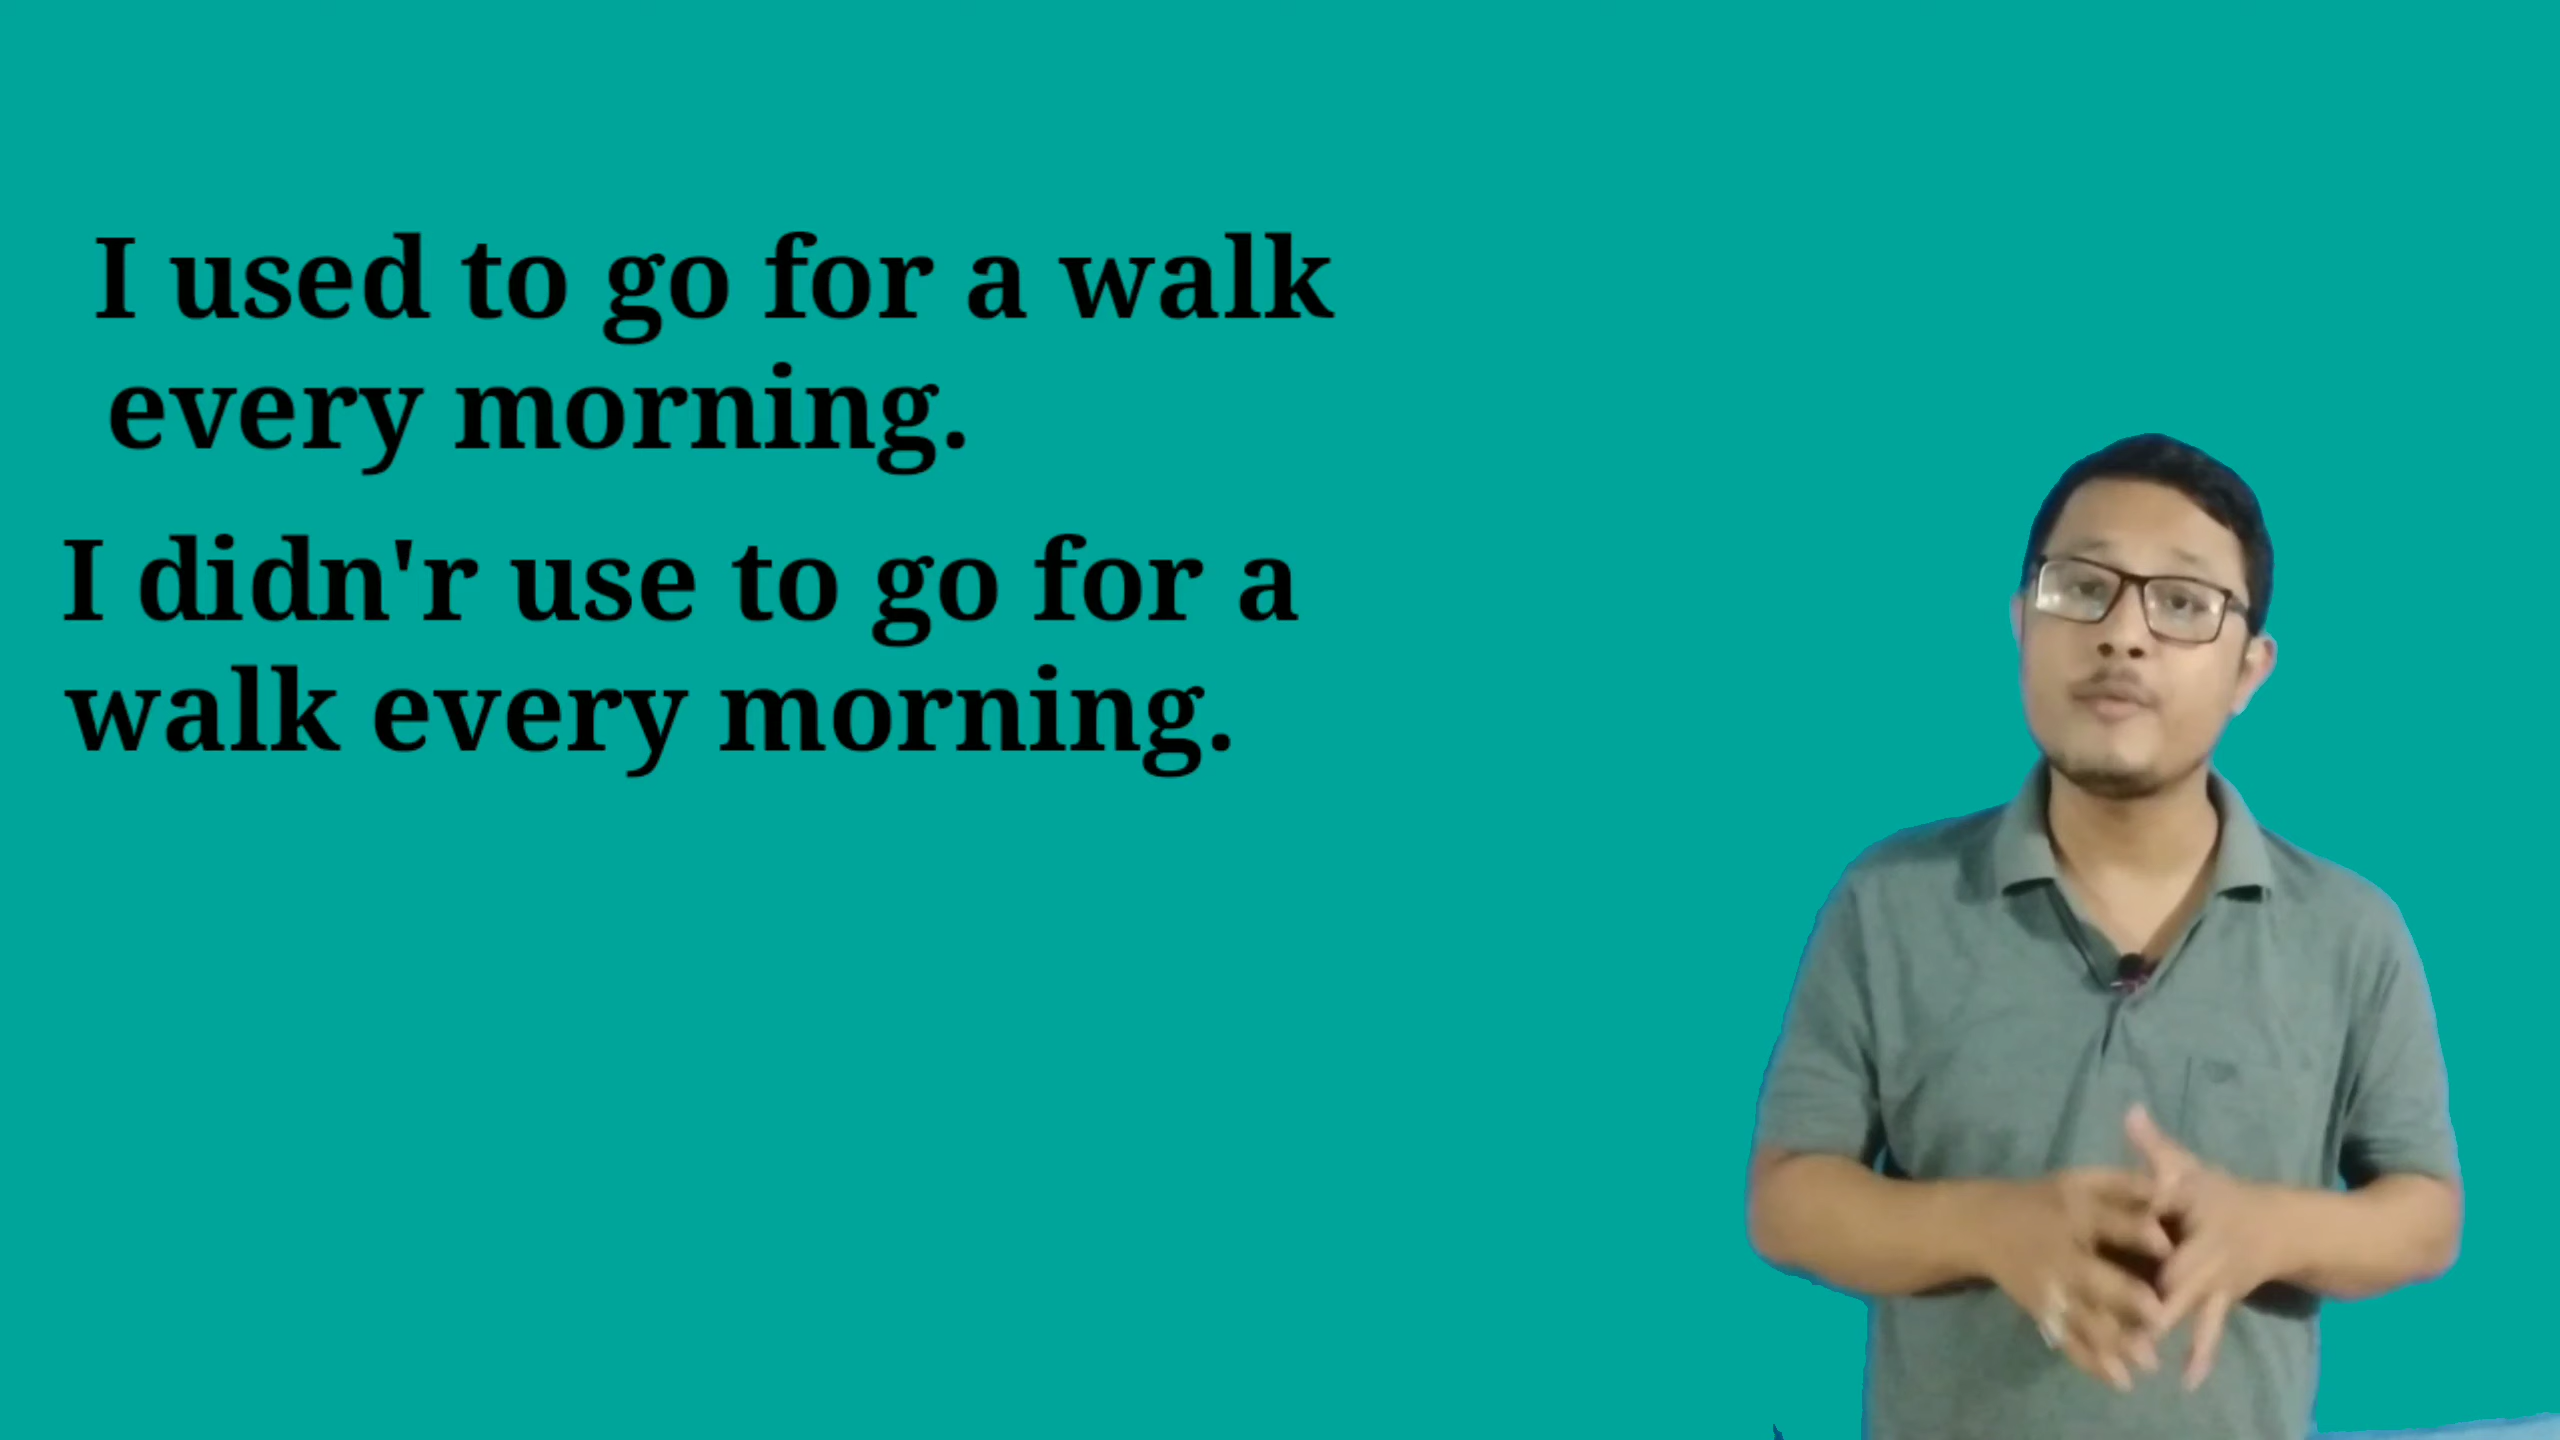 I used to go for a walk
every morning.
I didn'r use to go for a
walk every morning.